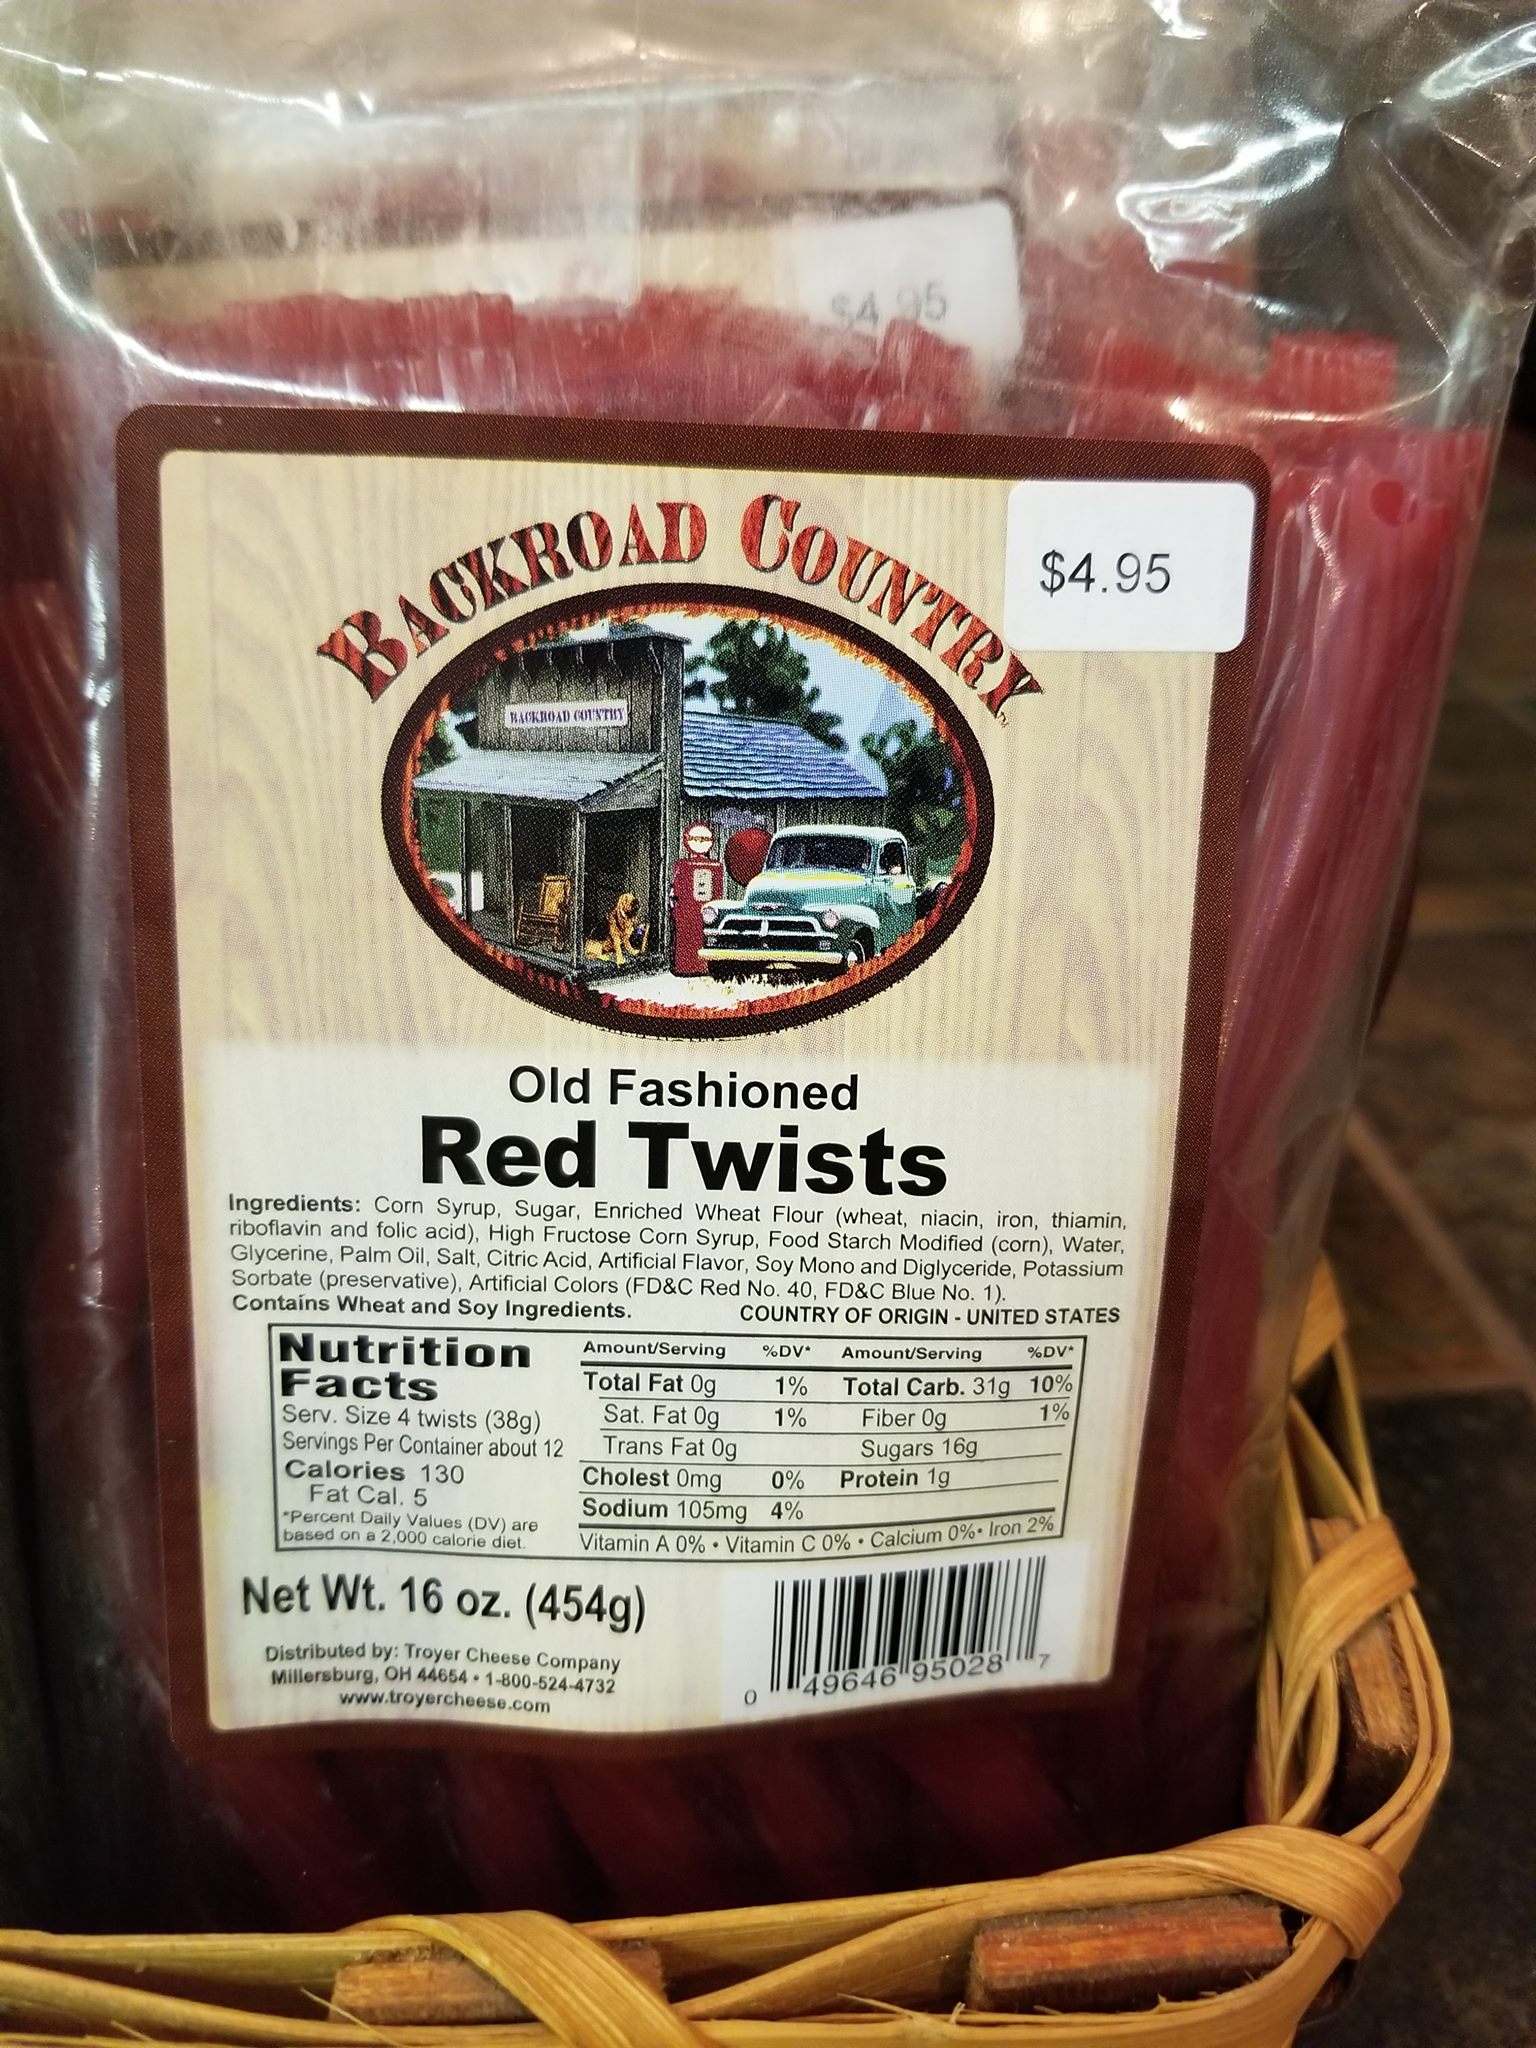 $4.95
BACKROAD COUNTRY
$4.95
BACKROAD COUNTRY
Old Fashioned
Red Twists
Ingredients: Corn Syrup, Sugar, Enriched Wheat Flour (wheat, niacin, iron, thiamin,
riboflavin and folic acid), High Fructose Corn Syrup, Food Starch Modified (corn), Water,
Glycerine, Palm Oil, Salt, Citric Acid, Artificial Flavor, Soy Mono and Diglyceride, Potassium
Sorbate (preservative), Artificial Colors (FD&C Red No. 40, FD&C Blue No. 1).
Contains Wheat and Soy Ingredients. COUNTRY OF ORIGIN - UNITED STATES
Nutrition
Facts
Serv. Size 4 twists (38g)
Servings Per Container about 12
Calories 130
Fat Cal. 5
*Percent Daily Values (DV) are
based on a 2,000 calorie diet.
Amount/Serving %DV* Amount/Serving %DV*
Total Fat 0g 1% Total Carb. 31g 10%
Sat. Fat 0g 1% Fiber 0g 1%
Trans Fat 0g Sugars 16g
Cholest 0mg 0% Protein 1g
Sodium 105mg 4%
Vitamin A 0% • Vitamin C 0% • Calcium 0% • Iron 2%
Net Wt. 16 oz. (454g)
Distributed by: Troyer Cheese Company
Millersburg, OH 44654 • 1-800-524-4732
www.troyercheese.com
0 49646 95028 7